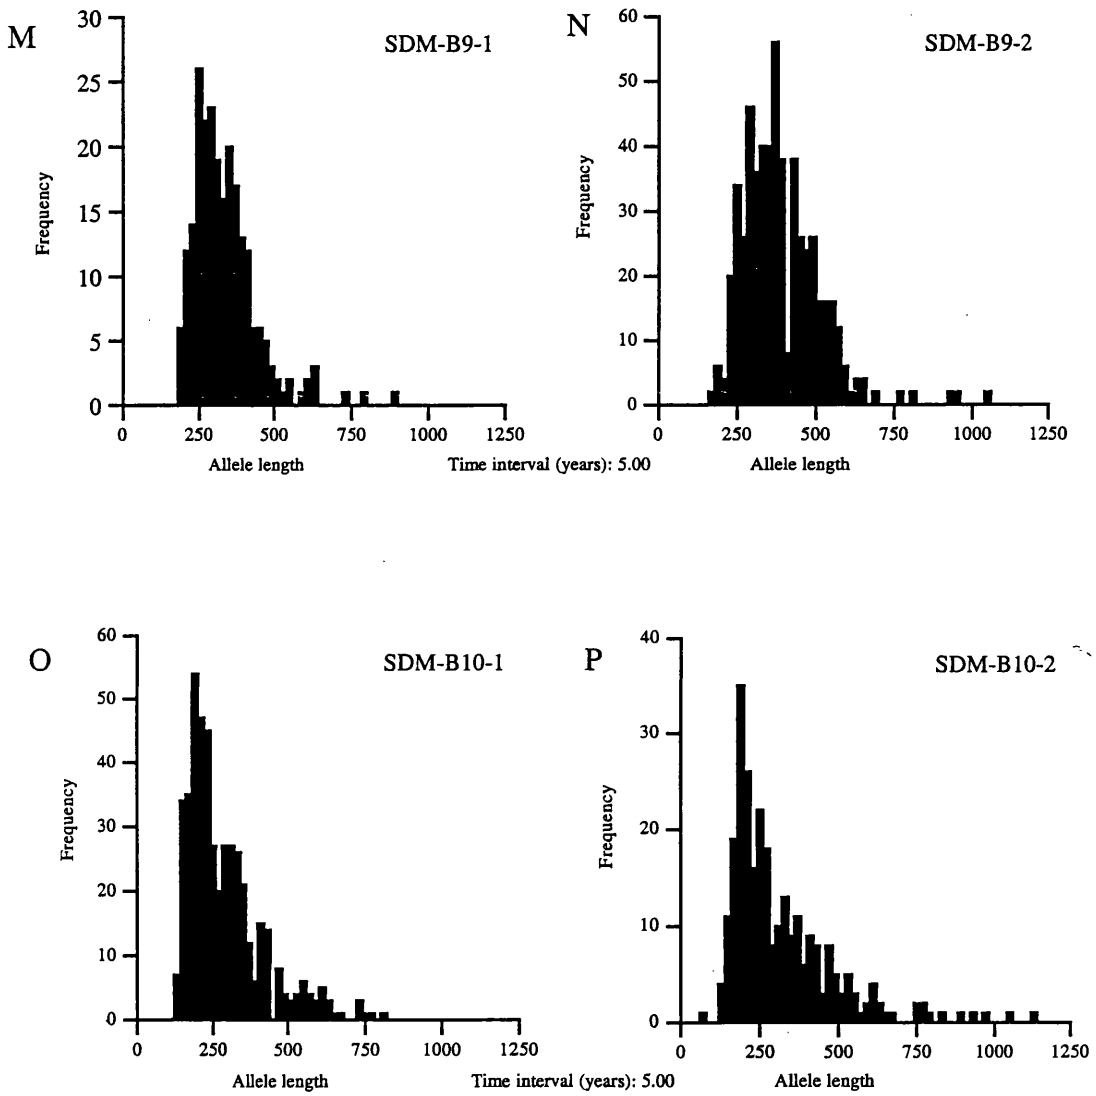 M
SDM-B9-1
30
25
20
15
10
5
0
Frequency
0 250 500 750 1000 1250
Allele length
N
SDM-B9-2
60
50
40
30
20
10
0
Frequency
0 250 500 750 1000 1250
Allele length
Time interval (years): 5.00
O
SDM-B10-1
60
50
40
30
20
10
0
Frequency
0 250 500 750 1000 1250
Allele length
P
SDM-B10-2
40
30
20
10
0
Frequency
0 250 500 750 1000 1250
Allele length
Time interval (years): 5.00